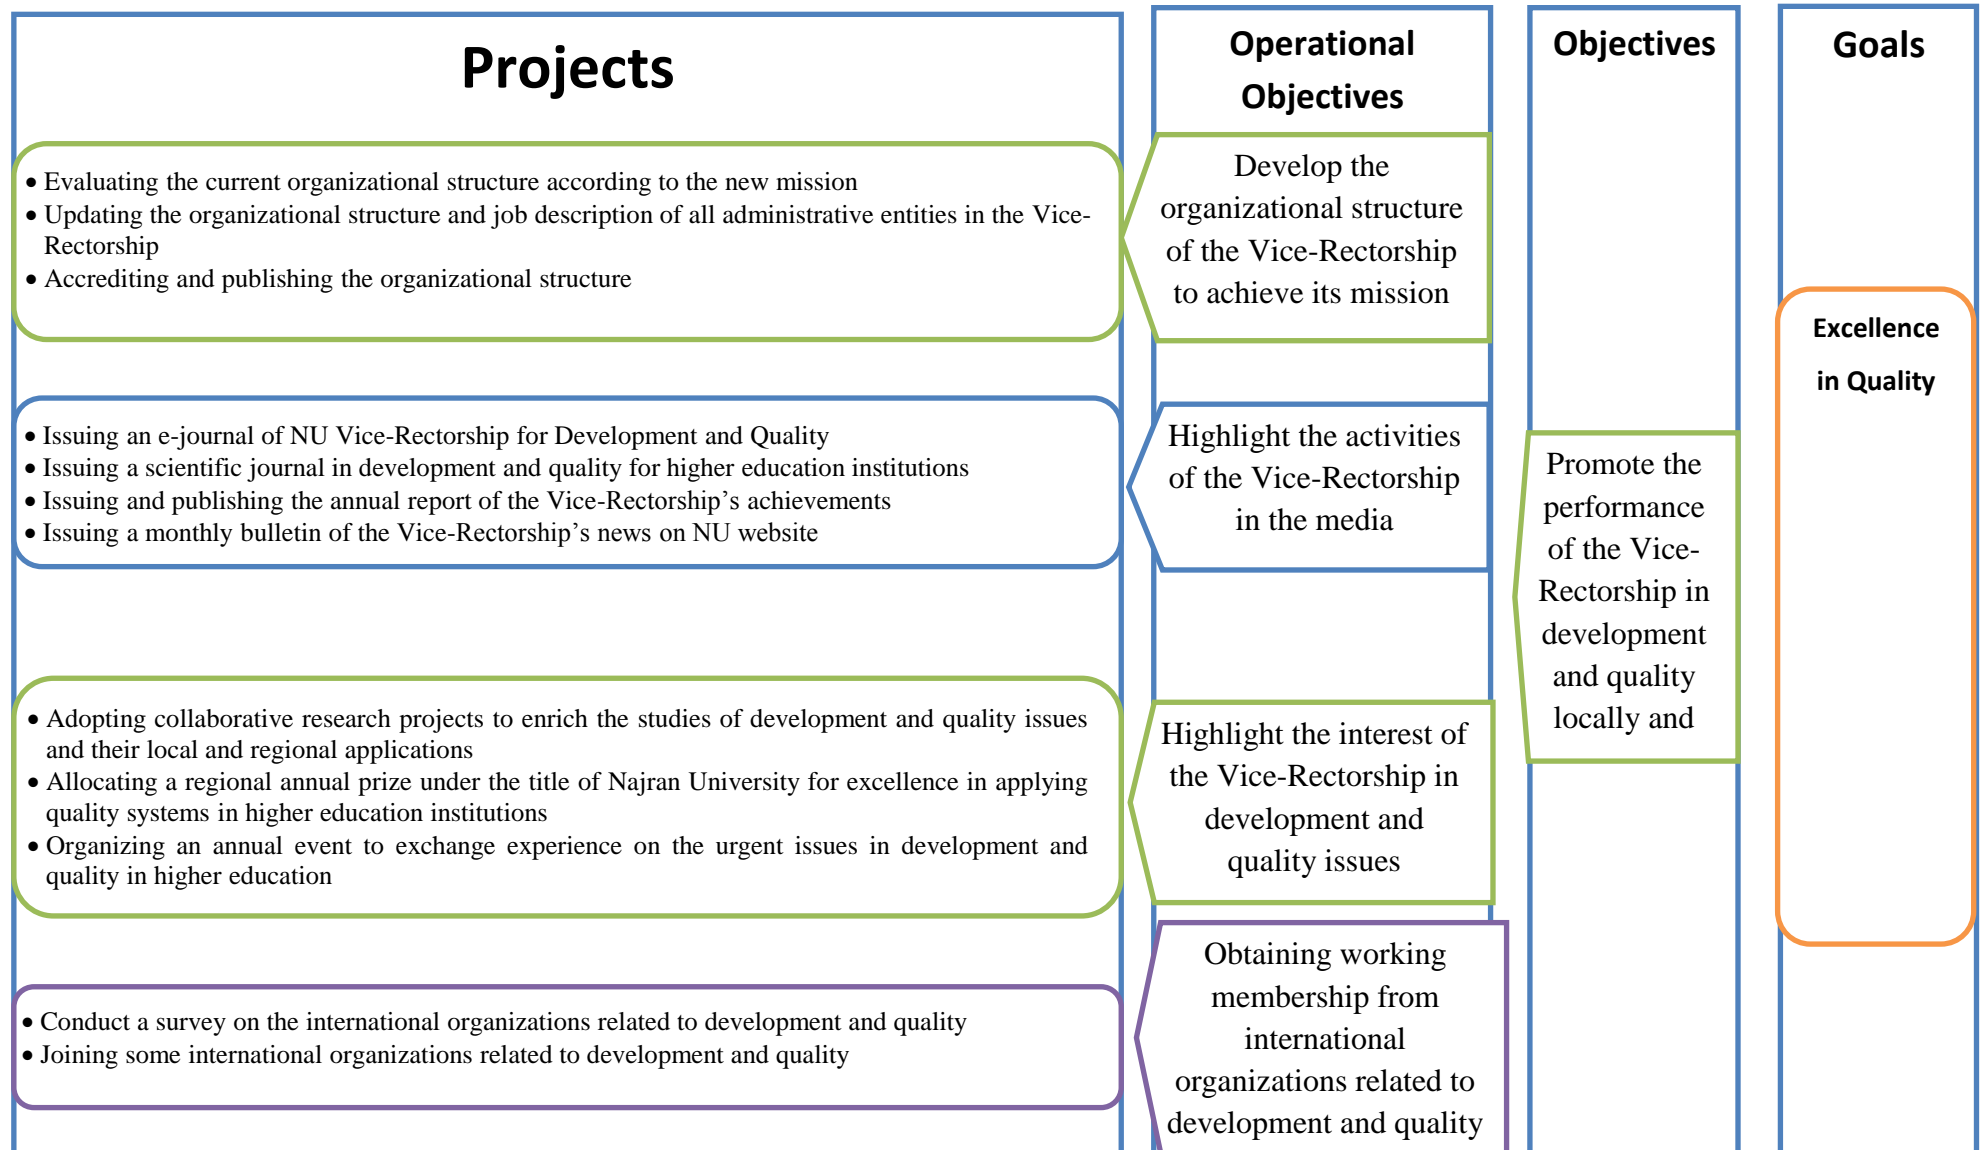 Projects
• Evaluating the current organizational structure according to the new mission
• Updating the organizational structure and job description of all administrative entities in the Vice-
Rectorship
• Accrediting and publishing the organizational structure
• Issuing an e-journal of NU Vice-Rectorship for Development and Quality
• Issuing a scientific journal in development and quality for higher education institutions
• Issuing and publishing the annual report of the Vice-Rectorship’s achievements
• Issuing a monthly bulletin of the Vice-Rectorship’s news on NU website
• Adopting collaborative research projects to enrich the studies of development and quality issues
and their local and regional applications
• Allocating a regional annual prize under the title of Najran University for excellence in applying
quality systems in higher education institutions
• Organizing an annual event to exchange experience on the urgent issues in development and
quality in higher education
• Conduct a survey on the international organizations related to development and quality
• Joining some international organizations related to development and quality
Operational
Objectives
Develop the
organizational structure
of the Vice-Rectorship
to achieve its mission
Highlight the activities
of the Vice-Rectorship
in the media
Highlight the interest of
the Vice-Rectorship in
development and
quality issues
Obtaining working
membership from
international
organizations related to
development and quality
Objectives
Promote the
performance
of the Vice-
Rectorship in
development
and quality
locally and
Goals
Excellence
in Quality